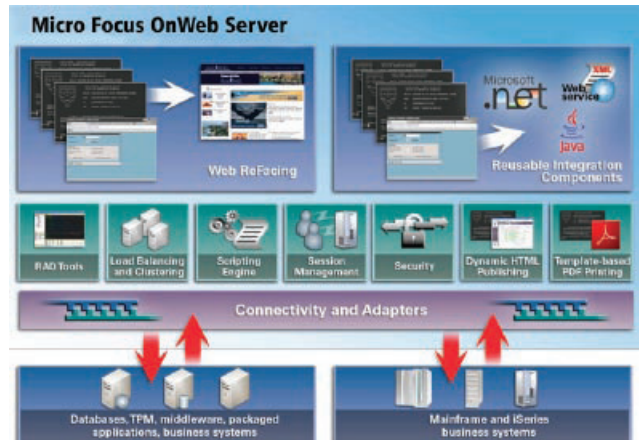 Micro Focus OnWeb Server
Web ReFacing
Microsoft
.net
XML
Web
service
Java
Reusable Integration
Components
RAD Tools
Load Balancing
and Clustering
Scripting
Engine
Session
Management
Security
Dynamic HTML
Publishing
Template-based
PDF Printing
Connectivity and Adapters
Databases, TPM, middleware, packaged
applications, business systems
Mainframe and iSeries
business systems